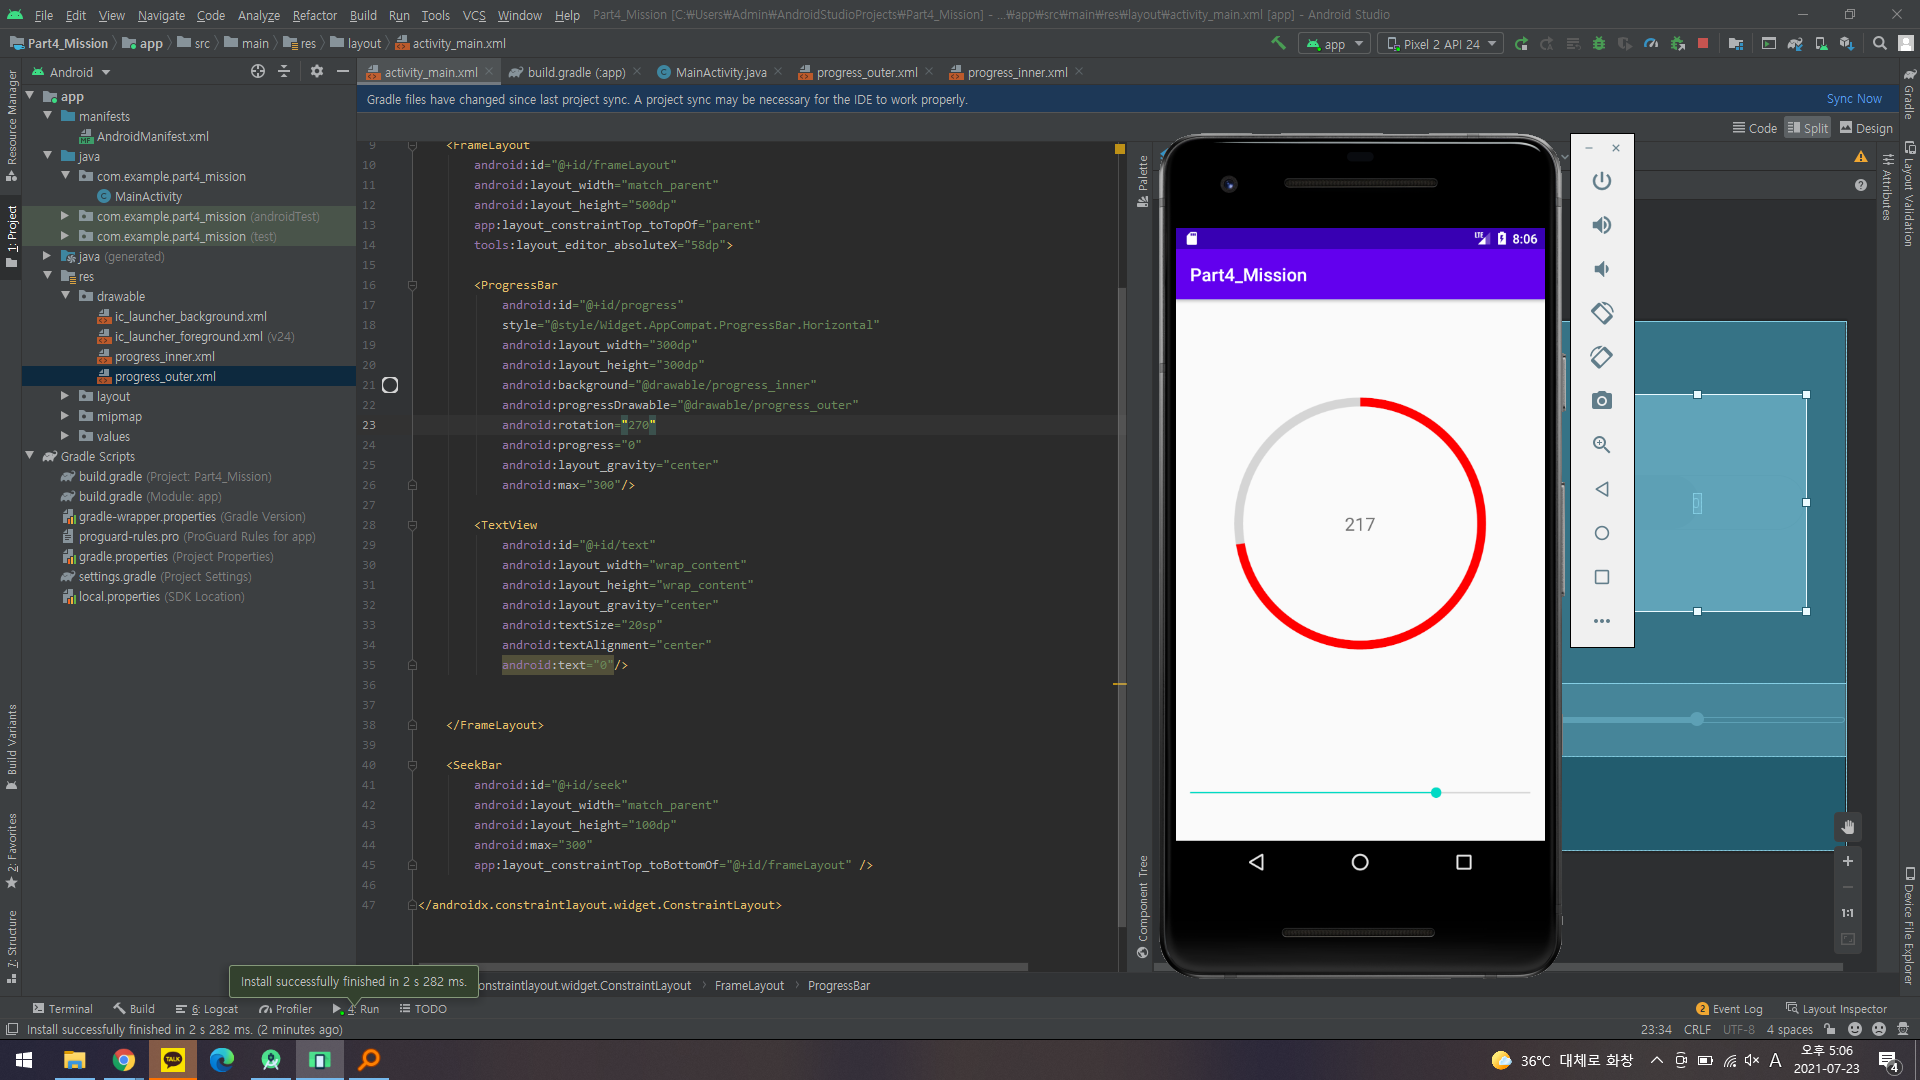 File Edit View Navigate Code Analyze Refactor Build Run Tools VCS Window Help Part4_Mission [C:₩Users₩Admin₩AndroidStudioProjects₩Part4_Mission] - ...₩app₩src₩main₩res₩layout₩activity_main.xml [app] - Android Studio
Part4_Mission app src main res layout activity_main.xml app Pixel 2 API 24
Android
activity_main.xml build.gradle (:app) MainActivity.java progress_outer.xml progress_inner.xml
Gradle files have changed since last project sync. A project sync may be necessary for the IDE to work properly. Sync Now
Code Split Design
Resource Manager
1: Project
Build Variants
2: Favorites
7: Structure
app
manifests
AndroidManifest.xml
java
com.example.part4_mission
MainActivity
com.example.part4_mission (androidTest)
com.example.part4_mission (test)
java (generated)
res
drawable
ic_launcher_background.xml
ic_launcher_foreground.xml (v24)
progress_inner.xml
progress_outer.xml
layout
mipmap
values
Gradle Scripts
build.gradle (Project: Part4_Mission)
build.gradle (Module: app)
gradle-wrapper.properties (Gradle Version)
proguard-rules.pro (ProGuard Rules for app)
gradle.properties (Project Properties)
settings.gradle (Project Settings)
local.properties (SDK Location)
9 <FrameLayout
10 android:id="@+id/frameLayout"
11 android:layout_width="match_parent"
12 android:layout_height="500dp"
13 app:layout_constraintTop_toTopOf="parent"
14 tools:layout_editor_absoluteX="58dp">
15
16 <ProgressBar
17 android:id="@+id/progress"
18 style="@style/Widget.AppCompat.ProgressBar.Horizontal"
19 android:layout_width="300dp"
20 android:layout_height="300dp"
21 android:background="@drawable/progress_inner"
22 android:progressDrawable="@drawable/progress_outer"
23 android:rotation="270"
24 android:progress="0"
25 android:layout_gravity="center"
26 android:max="300"/>
27
28 <TextView
29 android:id="@+id/text"
30 android:layout_width="wrap_content"
31 android:layout_height="wrap_content"
32 android:layout_gravity="center"
33 android:textSize="20sp"
34 android:textAlignment="center"
35 android:text="0"/>
36
37
38 </FrameLayout>
39
40 <SeekBar
41 android:id="@+id/seek"
42 android:layout_width="match_parent"
43 android:layout_height="100dp"
44 android:max="300"
45 app:layout_constraintTop_toBottomOf="@+id/frameLayout" />
46
47 </androidx.constraintlayout.widget.ConstraintLayout>
Palette
Component Tree
LTE 8:06
Part4_Mission
217
0
1:1
Attributes
Gradle
Layout Validation
Device File Explorer
Install successfully finished in 2 s 282 ms.
onstraintlayout.widget.ConstraintLayout › FrameLayout › ProgressBar
Terminal Build 6: Logcat Profiler 4: Run TODO 2 Event Log Layout Inspector
Install successfully finished in 2 s 282 ms. (2 minutes ago) 23:34 CRLF UTF-8 4 spaces
TALK 36°C 대체로 화창 A 오후 5:06
2021-07-23 4